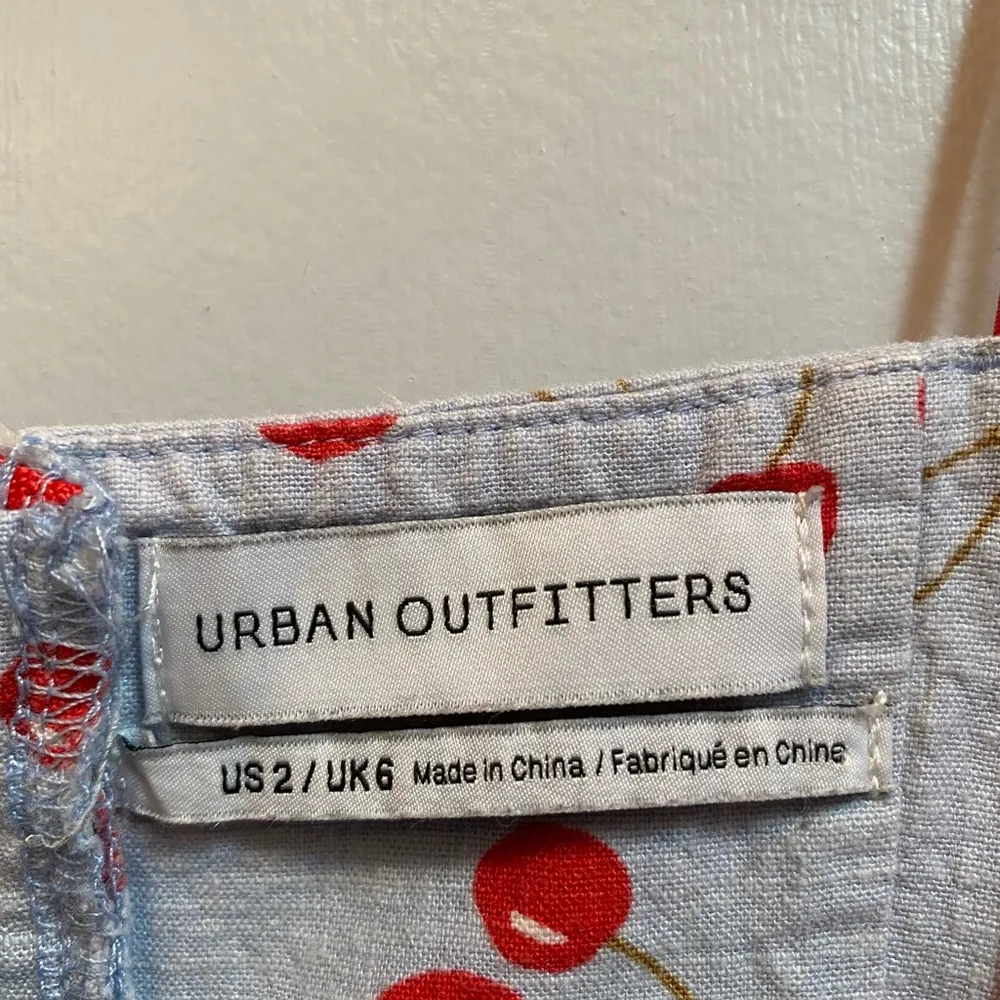 URBAN OUTFITTERS
US 2 / UK 6 Made in China / Fabriqué en Chine